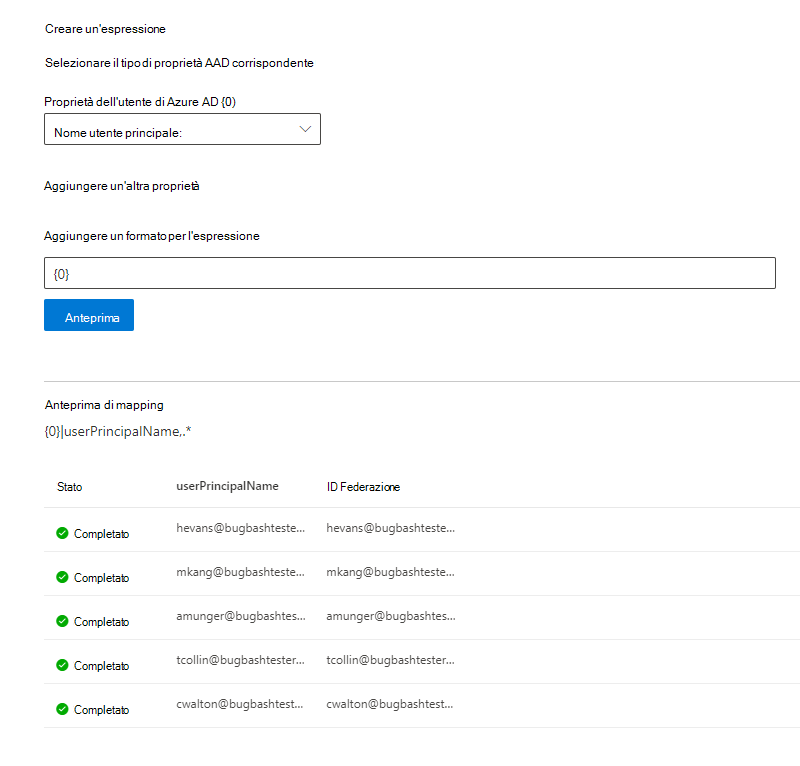 Creare un'espressione
Selezionare il tipo di proprietà AAD corrispondente
Proprietà dell'utente di Azure AD {0}
Nome utente principale:
Aggiungere un'altra proprietà
Aggiungere un formato per l'espressione
{0}
Anteprima
Anteprima di mapping
{0}|userPrincipalName,.*
Stato userPrincipalName ID Federazione
Completato hevans@bugbashteste... hevans@bugbashteste...
Completato mkang@bugbashteste... mkang@bugbashteste...
Completato amunger@bugbashtes... amunger@bugbashtes...
Completato tcollin@bugbashtester... tcollin@bugbashtester...
Completato cwalton@bugbashtest... cwalton@bugbashtest...